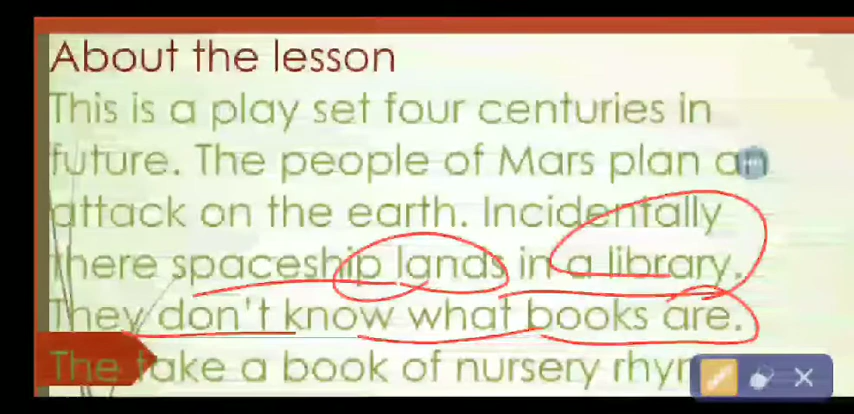 About the lesson
This is a play set four centuries in
future. The people of Mars plan an
attack on the earth. Incidentally
there spaceship lands in a library.
They don't know what books are.
The take a book of nursery